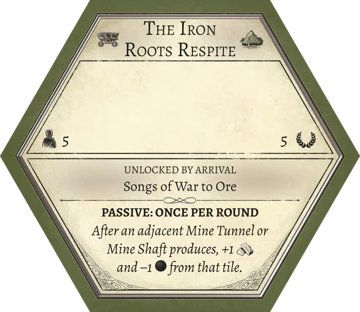 The Iron
Roots Respite
5
5
UNLOCKED BY ARRIVAL
Songs of War to Ore
PASSIVE: ONCE PER ROUND
After an adjacent Mine Tunnel or
Mine Shaft produces, +1
and –1 from that tile.